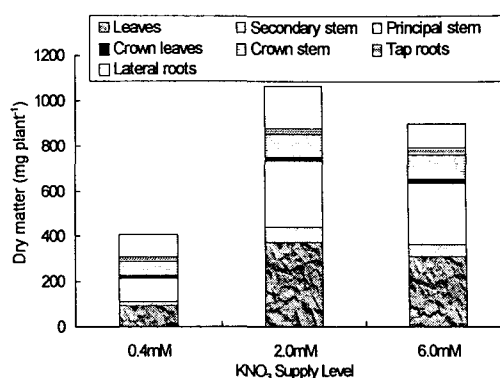 Leaves Secondary stem Principal stem
Crown leaves Crown stem Tap roots
Lateral roots
1200
1000
800
600
400
200
0
Dry matter (mg plant⁻¹)
0.4mM 2.0mM 6.0mM
KNO₃ Supply Level